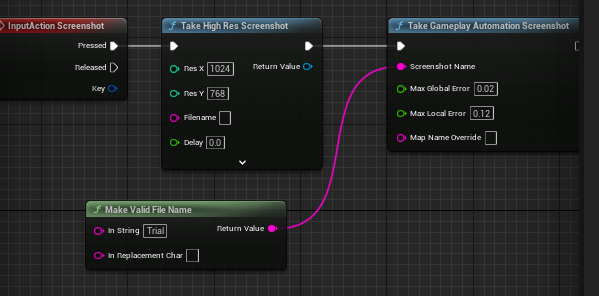 InputAction Screenshot
Pressed
Released
Key
f Take High Res Screenshot
Res X 1024
Return Value
Res Y 768
Filename
Delay 0.0
f Take Gameplay Automation Screenshot
Screenshot Name
Max Global Error 0.02
Max Local Error 0.12
Map Name Override
f Make Valid File Name
In String Trial
Return Value
In Replacement Char